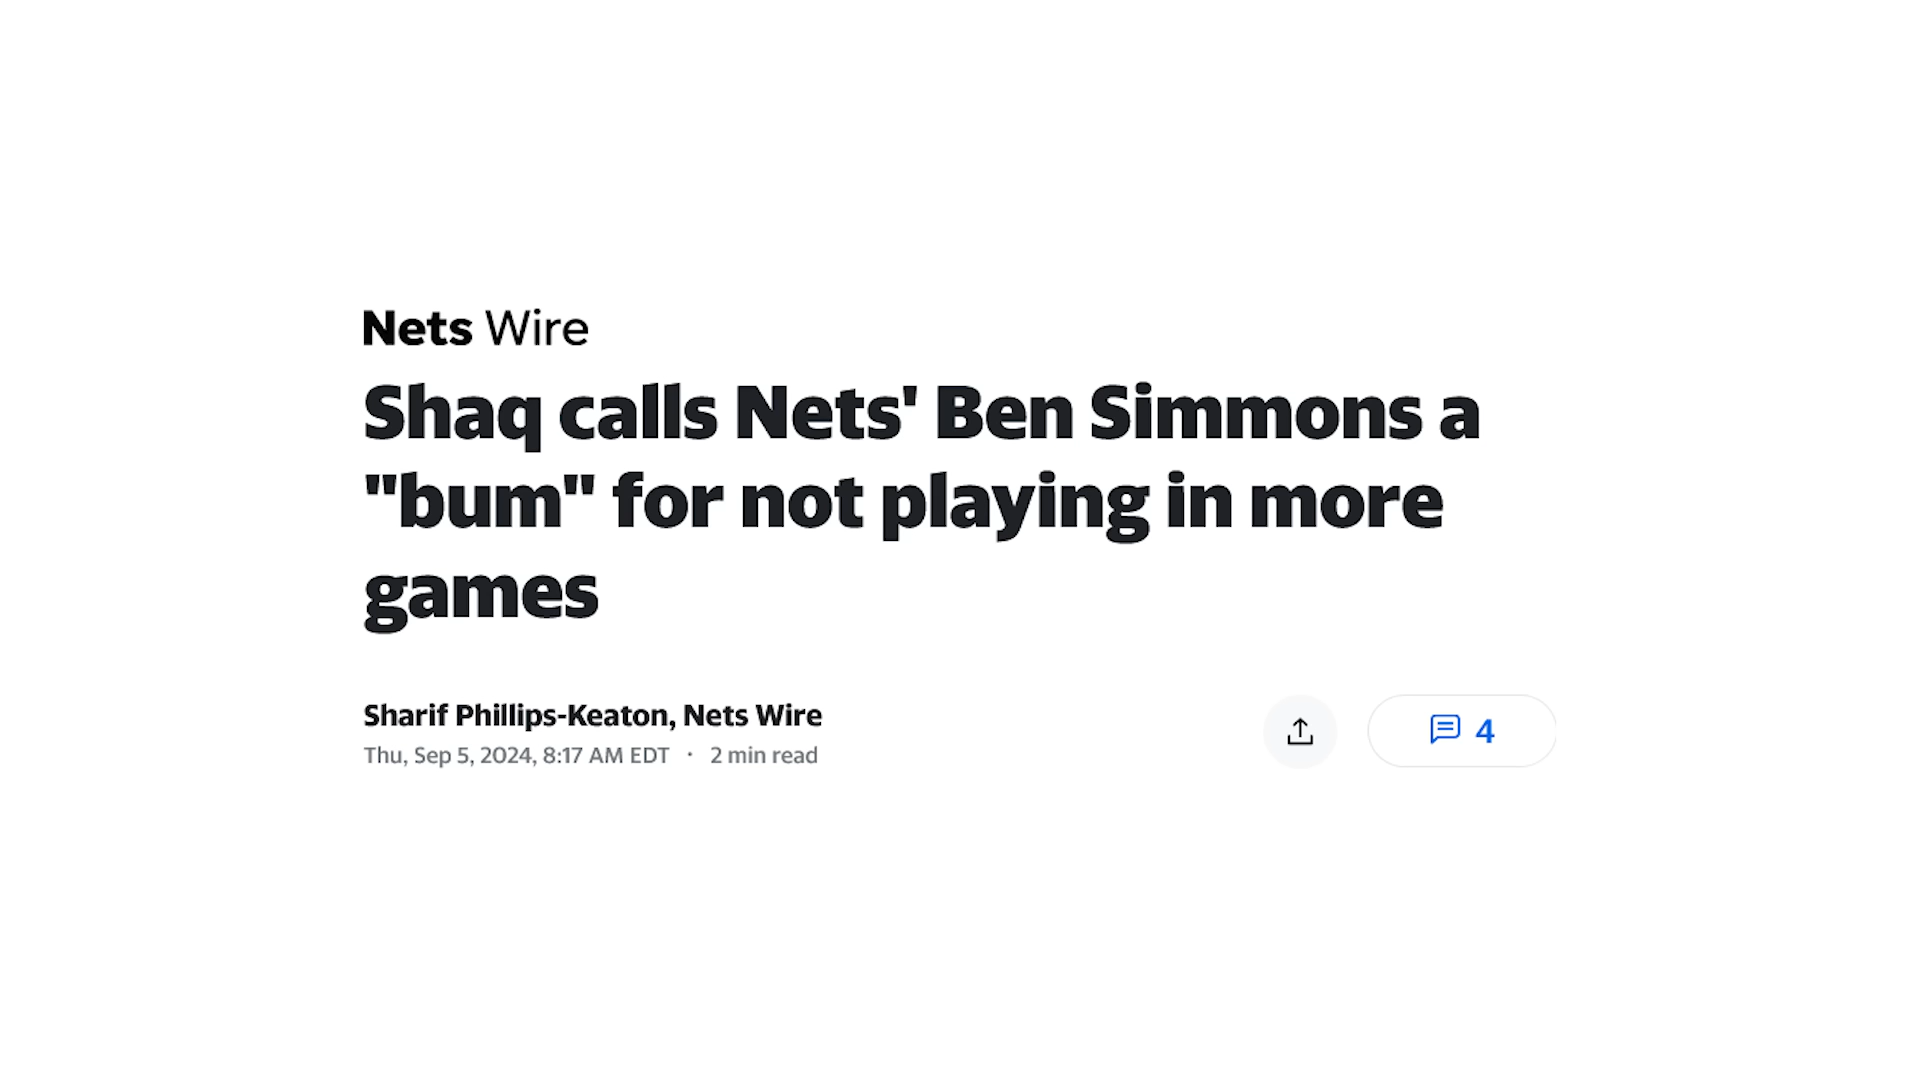 Nets Wire
Shaq calls Nets' Ben Simmons a
"bum" for not playing in more
games
Sharif Phillips-Keaton, Nets Wire
Thu, Sep 5, 2024, 8:17 AM EDT · 2 min read
4